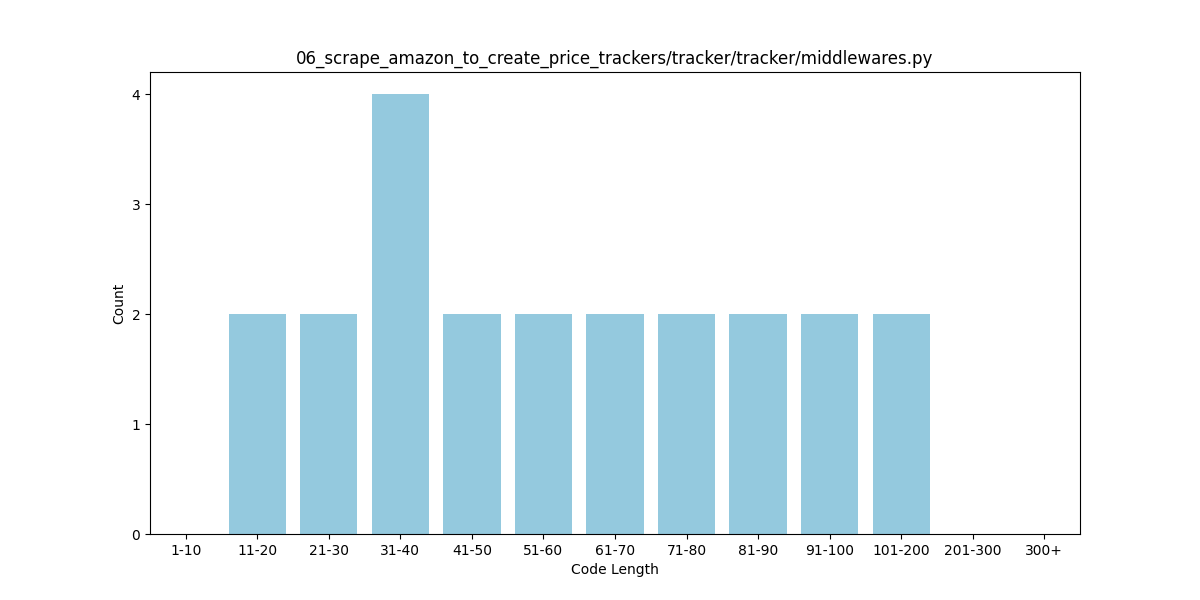 06_scrape_amazon_to_create_price_trackers/tracker/tracker/middlewares.py
4
3
2
1
0
Count
1-10 11-20 21-30 31-40 41-50 51-60 61-70 71-80 81-90 91-100 101-200 201-300 300+
Code Length